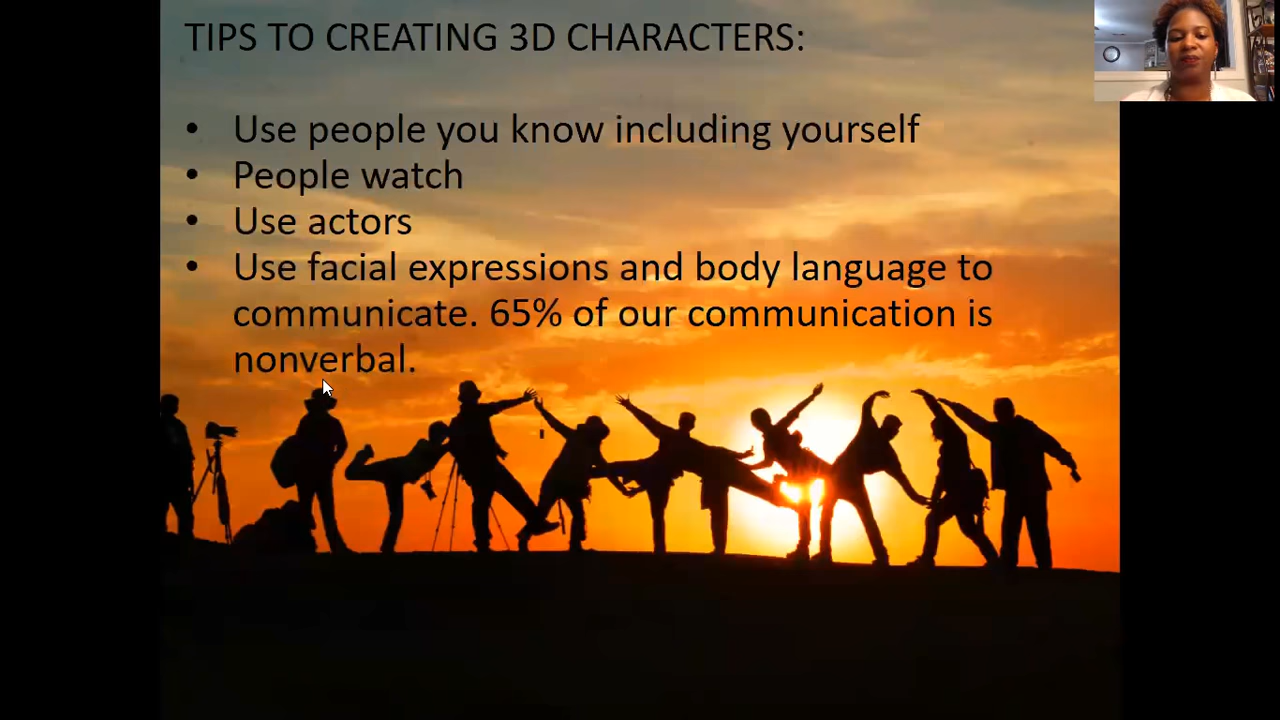 TIPS TO CREATING 3D CHARACTERS:
• Use people you know including yourself
• People watch
• Use actors
• Use facial expressions and body language to
communicate. 65% of our communication is
nonverbal.